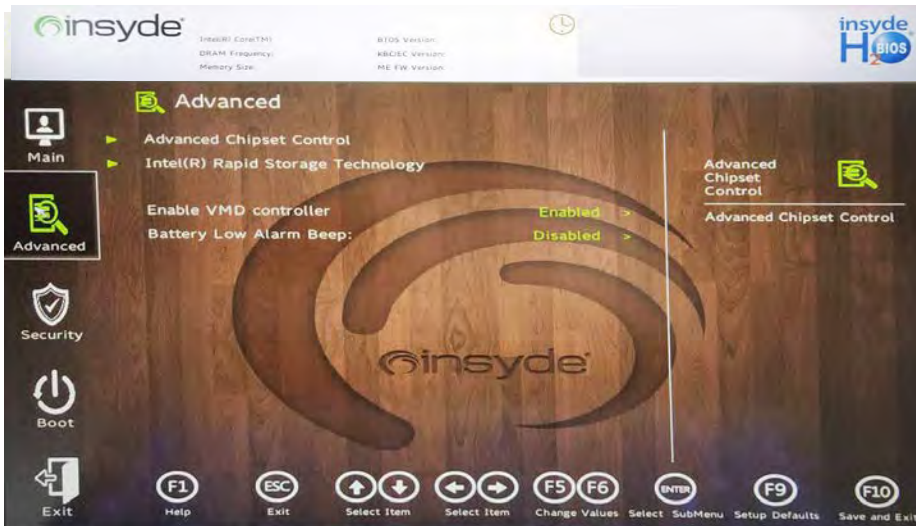 insyde
Intel(R) Core(TM)
DRAM Frequency:
Memory Size:
BIOS Version:
KBC/EC Version:
ME FW Version:
insyde
H2O BIOS
Main
Advanced
Security
Boot
Exit
Advanced
Advanced Chipset Control
Intel(R) Rapid Storage Technology
Enable VMD controller Enabled >
Battery Low Alarm Beep: Disabled >
insyde
Advanced
Chipset
Control
Advanced Chipset Control
F1 Help
ESC Exit
Select Item
Select Item
F5 F6 Change Values
ENTER Select SubMenu
F9 Setup Defaults
F10 Save and Exit